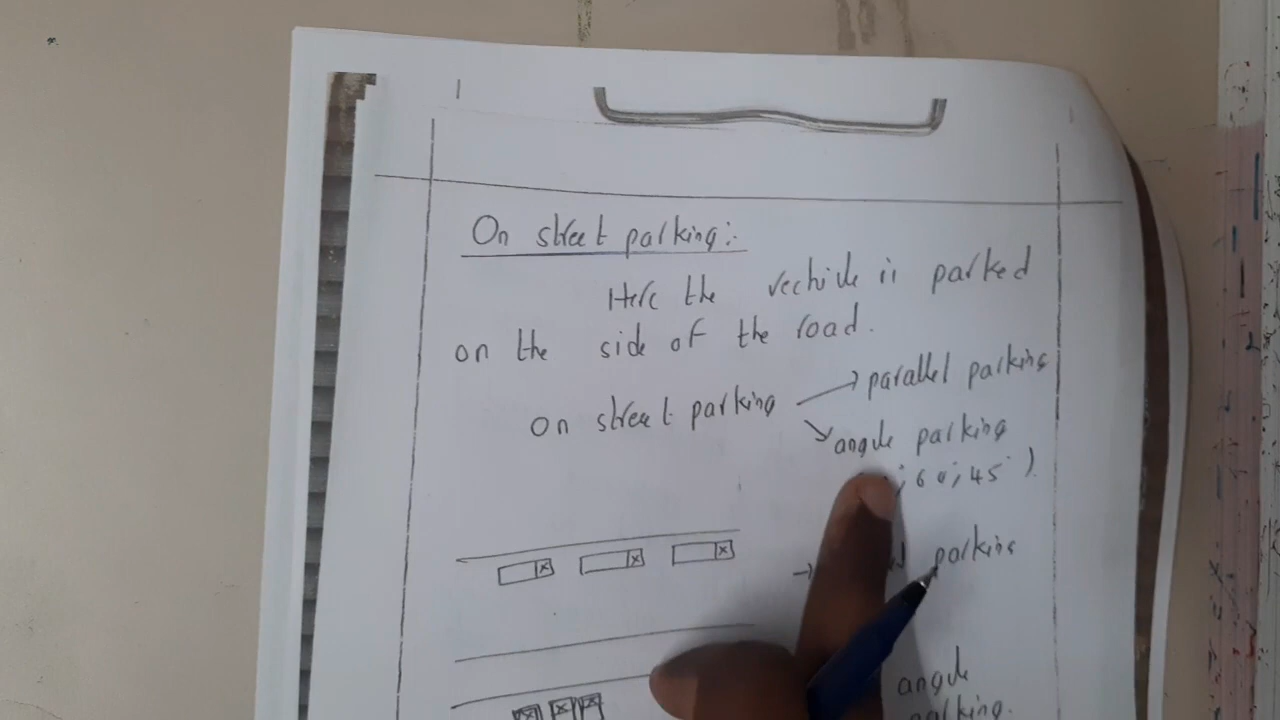 On street parking:-
Here the vechicle is parked
on the side of the road.
On street parking → parallel parking
↘ angle parking
; 60°; 45° )
→ parking
angle
parking.